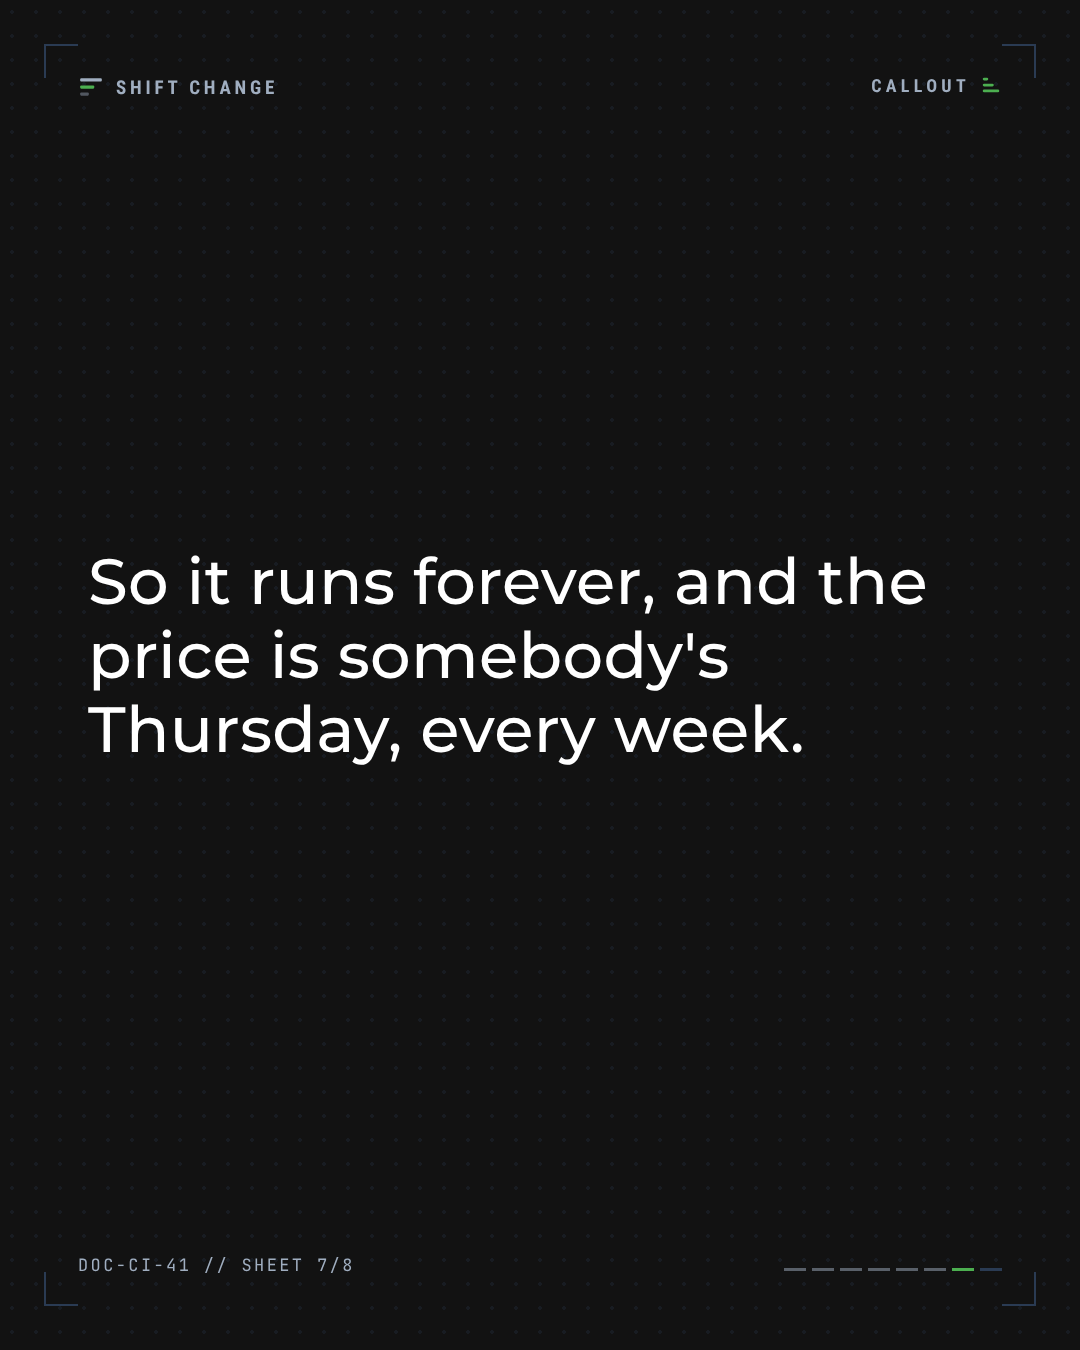 SHIFT CHANGE
CALLOUT
So it runs forever, and the
price is somebody's
Thursday, every week.
DOC-CI-41 // SHEET 7/8